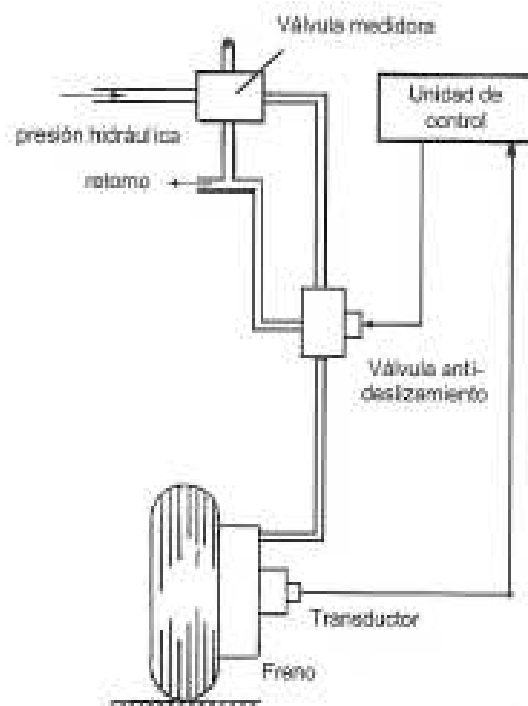 Válvula medidora
Unidad de
control
presión hidráulica
retorno
Válvula anti-
deslizamiento
Transductor
Freno